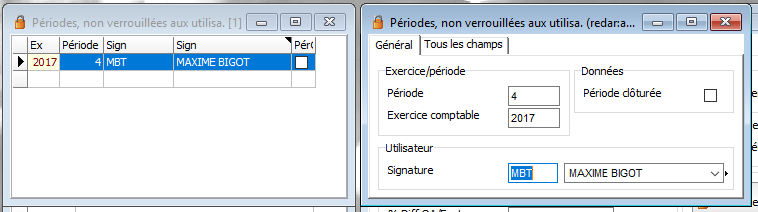 Périodes, non verrouillées aux utilisa. [1]
Ex Période Sign Sign Pér
2017 4 MBT MAXIME BIGOT
Périodes, non verrouillées aux utilisa. (redar:a...
Général Tous les champs
Exercice/période Données
Période 4 Période clôturée
Exercice comptable 2017
Utilisateur
Signature MBT MAXIME BIGOT